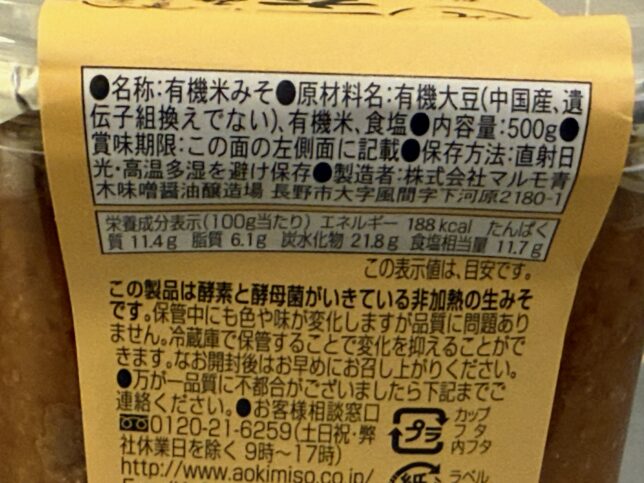 ●名称:有機米みそ●原材料名:有機大豆(中国産、遺
伝子組換えでない)、有機米、食塩●内容量:500g●
賞味期限:この面の左側面に記載●保存方法:直射日
光・高温多湿を避け保存●製造者:株式会社マルモ青
木味噌醤油醸造場 長野市大字風間字下河原2180-1
栄養成分表示(100g当たり) エネルギー 188kcal たんぱく
質 11.4g 脂質 6.1g 炭水化物 21.8g 食塩相当量 11.7g
この表示値は、目安です。
この製品は酵素と酵母菌がいきている非加熱の生みそ
です。保管中にも色や味が変化しますが品質に問題あり
ません。冷蔵庫で保管することで変化を抑えることがで
きます。なお開封後はお早めにお召し上がりください。
●万が一品質に不都合がございましたら下記までご
連絡ください。●お客様相談窓口
0120-21-6259(土日祝・弊
社休業日を除く 9時〜17時)
http://www.aokimiso.co.jp/
プラ
カップ
フタ
内フタ
紙
ラベル